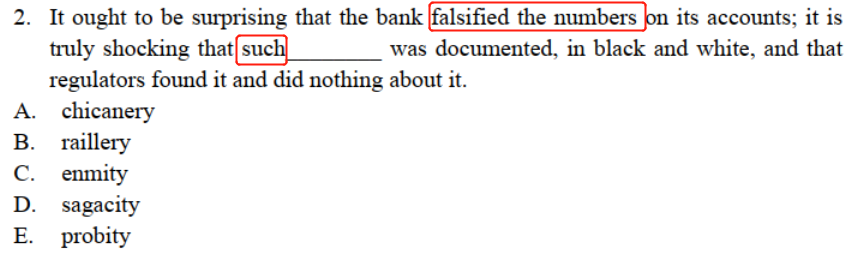 2. It ought to be surprising that the bank falsified the numbers on its accounts; it is
truly shocking that such________ was documented, in black and white, and that
regulators found it and did nothing about it.
A. chicanery
B. raillery
C. enmity
D. sagacity
E. probity